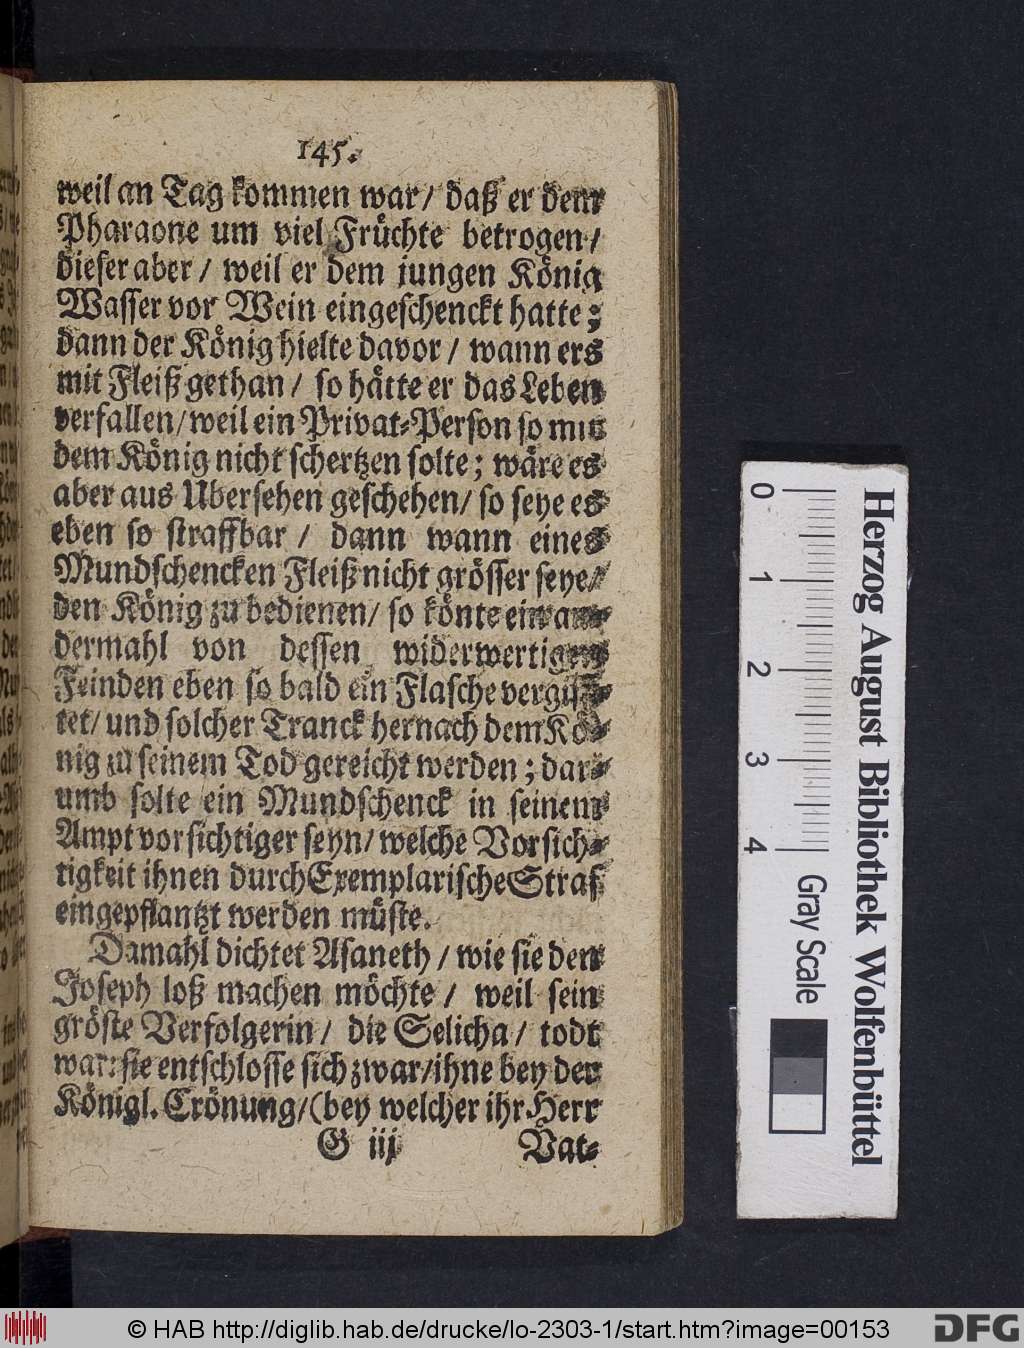 145.
weil an Tag kommen war / daß er dem
Pharaone um viel Früchte betrogen /
dieser aber / weil er dem jungen König
Wasser vor Wein eingeschenckt hatte;
dann der König hielte davor / wann ers
mit Fleiß gethan / so hätte er das Leben
verfallen / weil ein Privat-Person so mit
dem König nicht schertzen solte; wäre es
aber aus Ubersehen geschehen / so seye es
eben so straffbar / dann wann eines
Mundschencken Fleiß nicht grösser seye /
den König zu bedienen / so könte ein an-
dermahl von dessen widerwertigen
Feinden eben so bald ein Flasche vergif-
tet / und solcher Tranck hernach dem Kö-
nig zu seinem Tod gereicht werden; dar-
umb solte ein Mundschenck in seinem
Ampt vorsichtiger seyn / welche Vorsich-
tigkeit ihnen durch Exemplarische Straf
eingepflantzt werden müste.
Damahl dichtet Asaneth / wie sie den
Joseph loß machen möchte / weil sein
gröste Verfolgerin / die Selicha / todt
war: sie entschlosse sich zwar / ihne bey der
Königl. Crönung / (bey welcher ihr Herr
G iij Vat-
Herzog August Bibliothek Wolfenbüttel
0 1 2 3 4
Gray Scale
© HAB http://diglib.hab.de/drucke/lo-2303-1/start.htm?image=00153
DFG